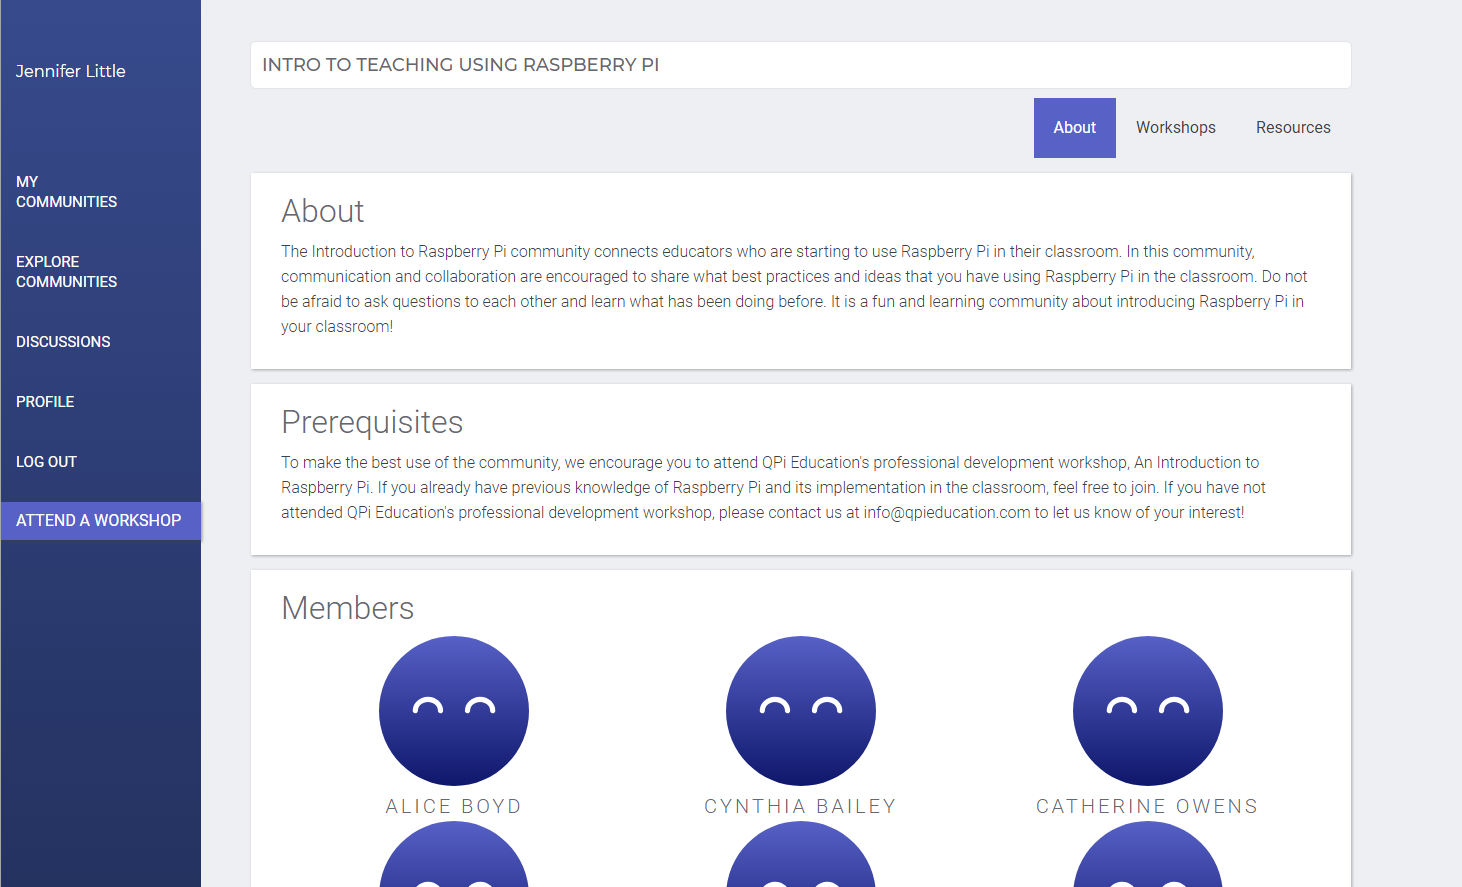 Jennifer Little
MY
COMMUNITIES
EXPLORE
COMMUNITIES
DISCUSSIONS
PROFILE
LOG OUT
ATTEND A WORKSHOP
INTRO TO TEACHING USING RASPBERRY PI
About Workshops Resources
About
The Introduction to Raspberry Pi community connects educators who are starting to use Raspberry Pi in their classroom. In this community,
communication and collaboration are encouraged to share what best practices and ideas that you have using Raspberry Pi in the classroom. Do not
be afraid to ask questions to each other and learn what has been doing before. It is a fun and learning community about introducing Raspberry Pi in
your classroom!
Prerequisites
To make the best use of the community, we encourage you to attend QPi Education's professional development workshop, An Introduction to
Raspberry Pi. If you already have previous knowledge of Raspberry Pi and its implementation in the classroom, feel free to join. If you have not
attended QPi Education's professional development workshop, please contact us at info@qpieducation.com to let us know of your interest!
Members
ALICE BOYD CYNTHIA BAILEY CATHERINE OWENS